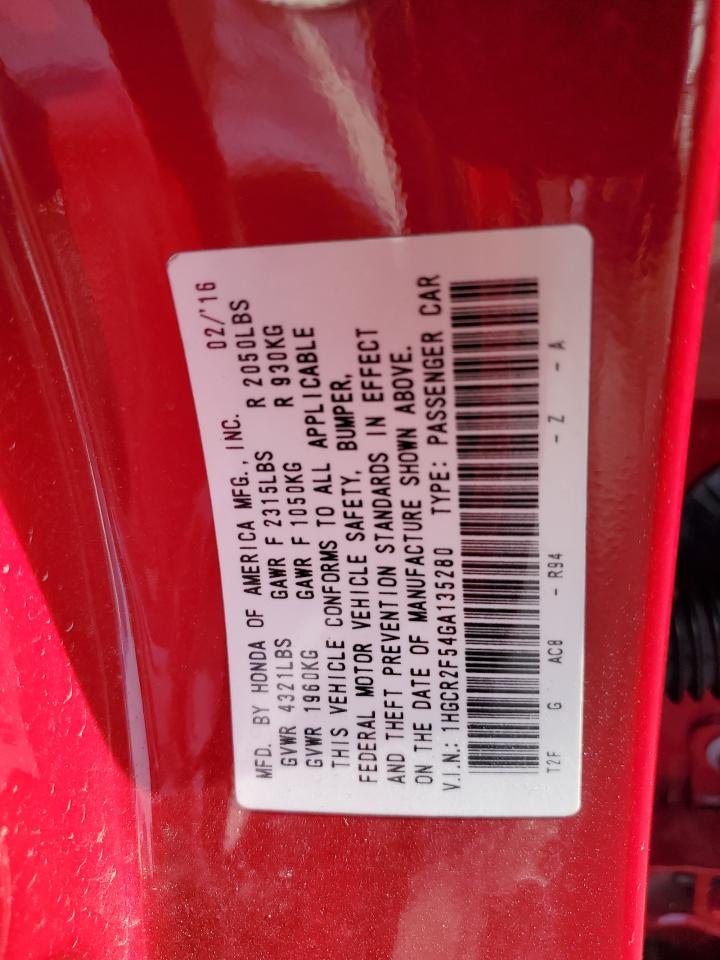 MFD. BY HONDA OF AMERICA MFG., INC. 02/'16
GVWR 4321LBS GAWR F 2315LBS R 2050LBS
GVWR 1960KG GAWR F 1050KG R 930KG
THIS VEHICLE CONFORMS TO ALL APPLICABLE
FEDERAL MOTOR VEHICLE SAFETY, BUMPER,
AND THEFT PREVENTION STANDARDS IN EFFECT
ON THE DATE OF MANUFACTURE SHOWN ABOVE.
V.I.N.: 1HGCR2F54GA135280 TYPE: PASSENGER CAR
T2F G AC8 - R94 - Z - A